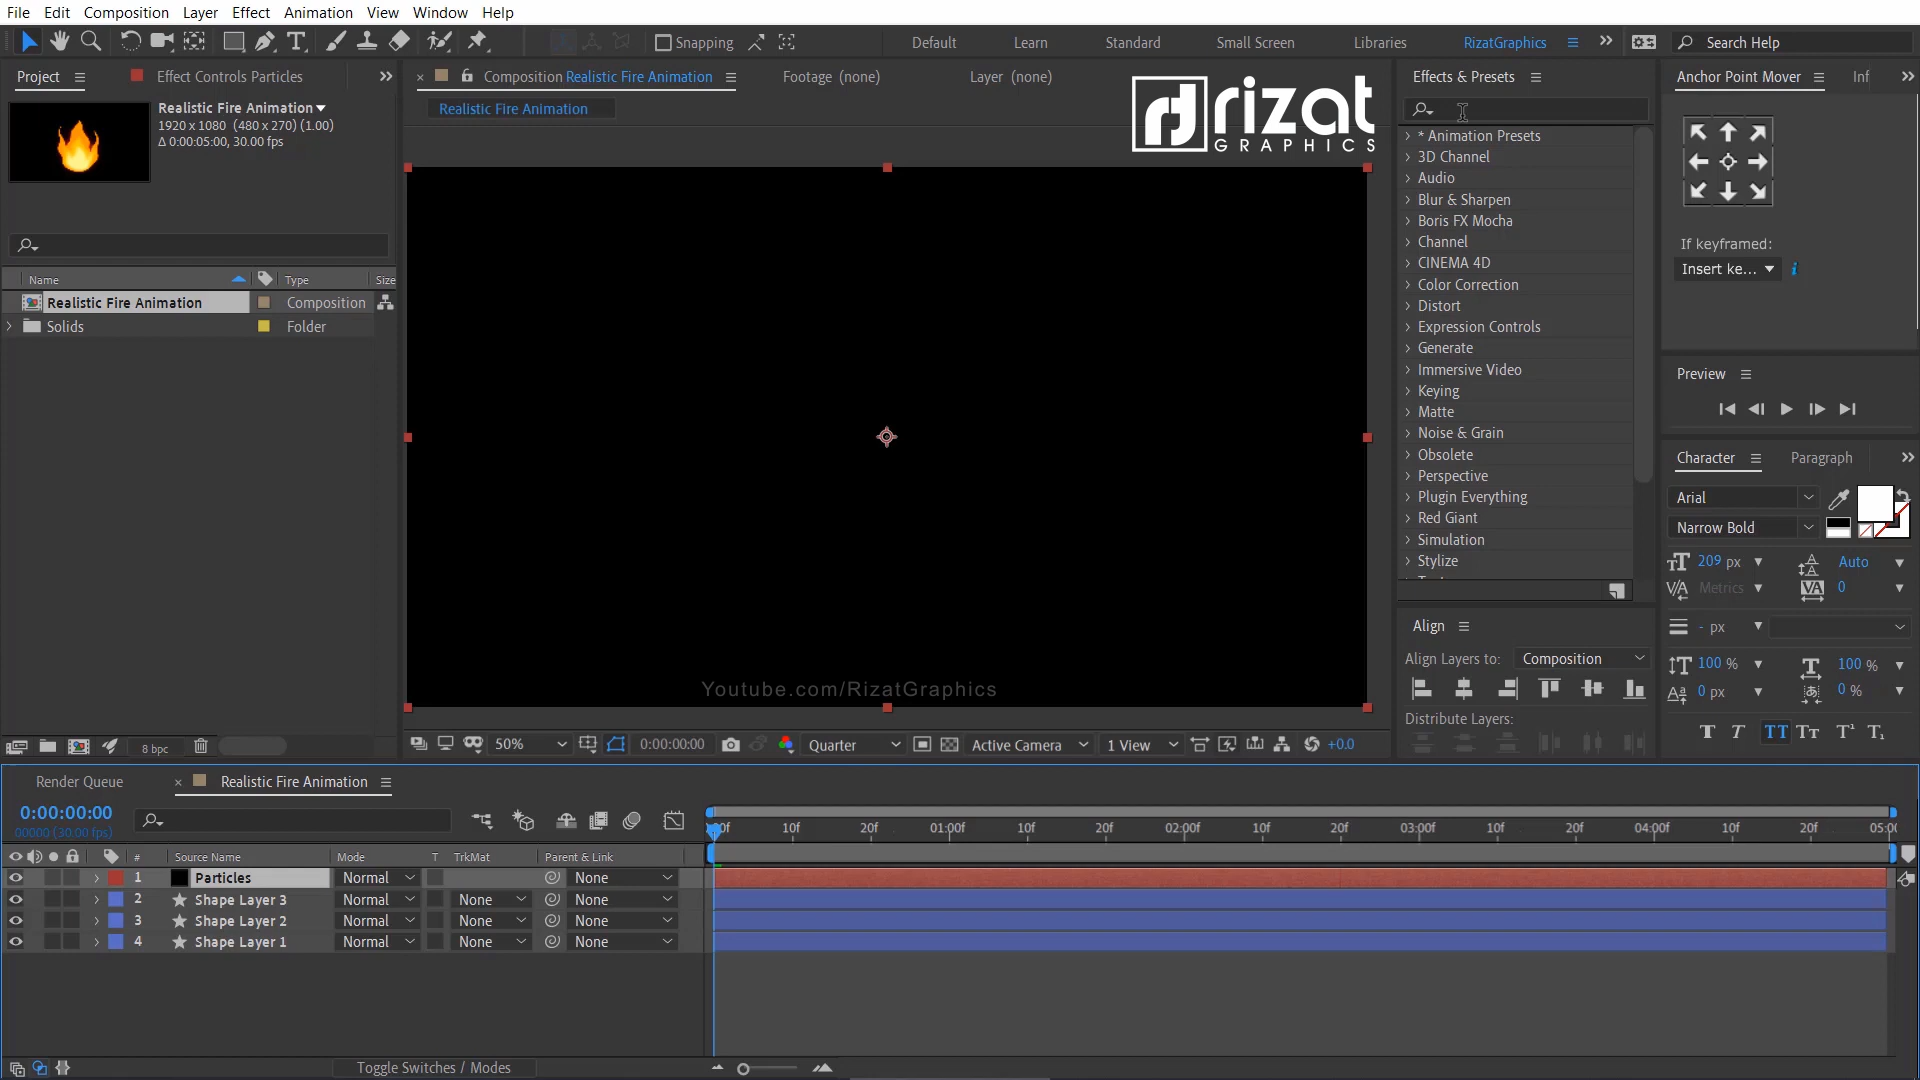 File Edit Composition Layer Effect Animation View Window Help
Snapping
Default Learn Standard Small Screen Libraries RizatGraphics
Search Help
Project
Effect Controls Particles
Composition Realistic Fire Animation
Footage (none)
Layer (none)
Effects & Presets
Anchor Point Mover
Inf
Realistic Fire Animation
1920 x 1080 (480 x 270) (1.00)
Δ 0:00:05:00, 30.00 fps
Realistic Fire Animation
rizat
GRAPHICS
* Animation Presets
3D Channel
Audio
Blur & Sharpen
Boris FX Mocha
Channel
CINEMA 4D
Color Correction
Distort
Expression Controls
Generate
Immersive Video
Keying
Matte
Noise & Grain
Obsolete
Perspective
Plugin Everything
Red Giant
Simulation
Stylize
If keyframed:
Insert ke...
Name Type Size
Realistic Fire Animation Composition
Solids Folder
Preview
Character Paragraph
Arial
Narrow Bold
209 px Auto
Metrics 0
- px
100 % 100 %
0 px 0 %
T T TT Tт T¹ T₁
Align
Align Layers to: Composition
Distribute Layers:
Youtube.com/RizatGraphics
8 bpc
50% 0:00:00:00 Quarter Active Camera 1 View +0.0
Render Queue
Realistic Fire Animation
0:00:00:00
00000 (30.00 fps)
:00f 10f 20f 01:00f 10f 20f 02:00f 10f 20f 03:00f 10f 20f 04:00f 10f 20f 05:00
# Source Name Mode T TrkMat Parent & Link
1 Particles Normal None
2 Shape Layer 3 Normal None None
3 Shape Layer 2 Normal None None
4 Shape Layer 1 Normal None None
Toggle Switches / Modes